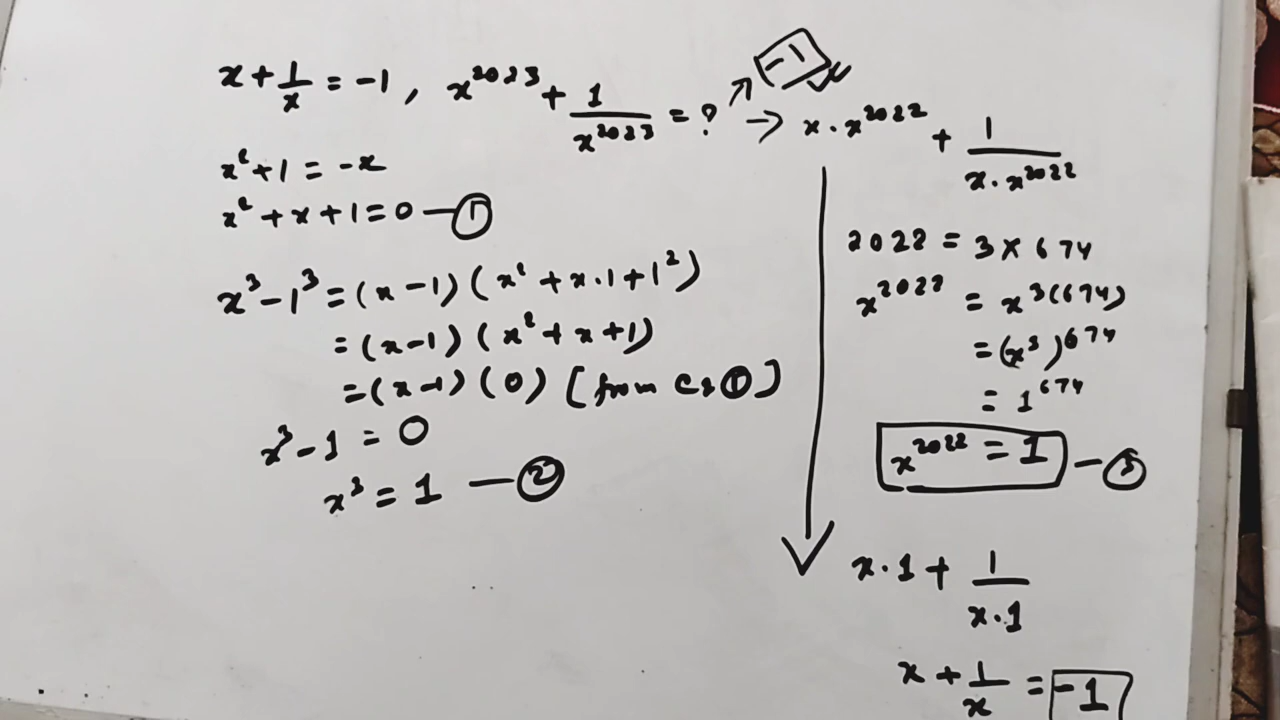 x + 1/x = -1, x^2023 + 1/x^2023 = ? → -1
→ x · x^2022 + 1/(x · x^2022)
x² + 1 = -x
x² + x + 1 = 0 — ①
x³ - 1³ = (x - 1)(x² + x · 1 + 1²)
= (x - 1)(x² + x + 1)
= (x - 1)(0) [from ①]
x³ - 1 = 0
x³ = 1 — ②
2022 = 3 × 674
x^2022 = x^3(674)
= (x³)^674
= 1^674
x^2022 = 1 — ③
x · 1 + 1/(x · 1)
x + 1/x = -1